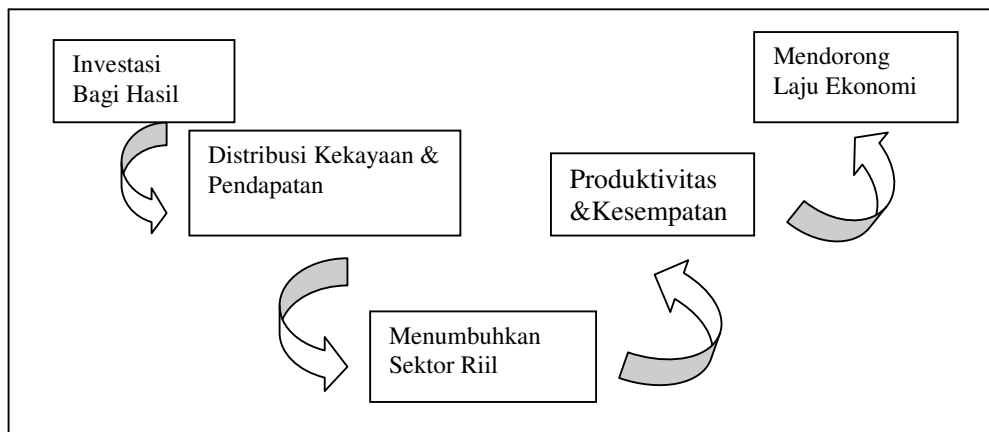 Investasi
Bagi Hasil
Distribusi Kekayaan &
Pendapatan
Menumbuhkan
Sektor Riil
Produktivitas
&Kesempatan
Mendorong
Laju Ekonomi